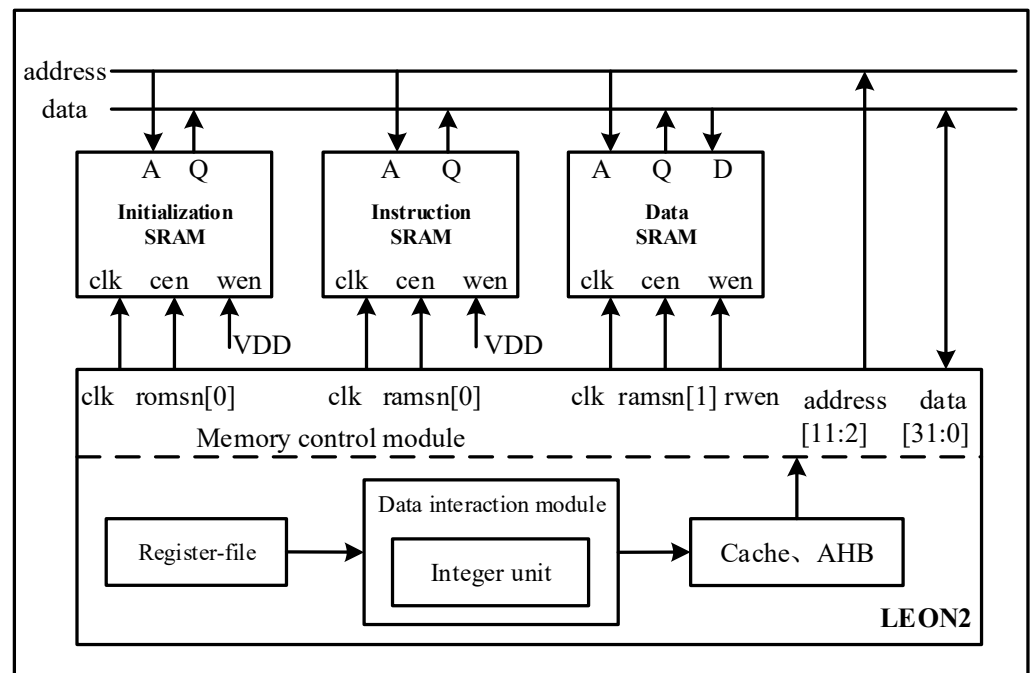 address
data
A Q
Initialization
SRAM
clk cen wen
VDD
A Q
Instruction
SRAM
clk cen wen
VDD
A Q D
Data
SRAM
clk cen wen
clk romsn[0]
clk ramsn[0]
clk ramsn[1] rwen
address
[11:2]
data
[31:0]
Memory control module
Register-file
Data interaction module
Integer unit
Cache、AHB
LEON2